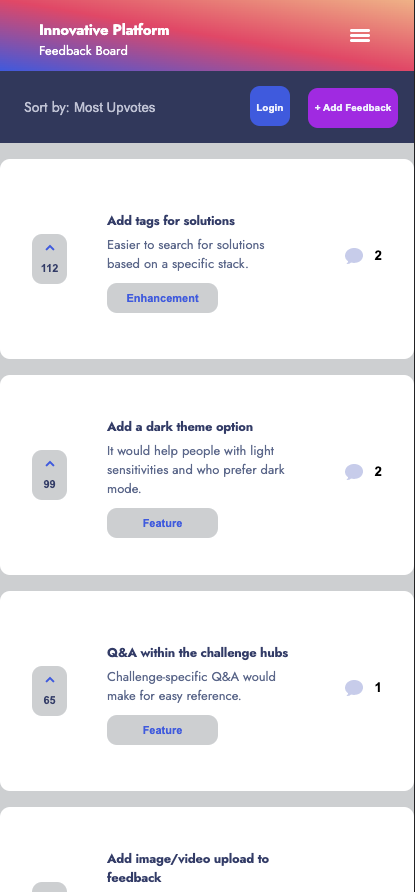 Innovative Platform
Feedback Board
Sort by: Most Upvotes
Login
+ Add Feedback
Add tags for solutions
Easier to search for solutions
based on a specific stack.
112
2
Enhancement
Add a dark theme option
It would help people with light
sensitivities and who prefer dark
mode.
99
2
Feature
Q&A within the challenge hubs
Challenge-specific Q&A would
make for easy reference.
65
1
Feature
Add image/video upload to
feedback